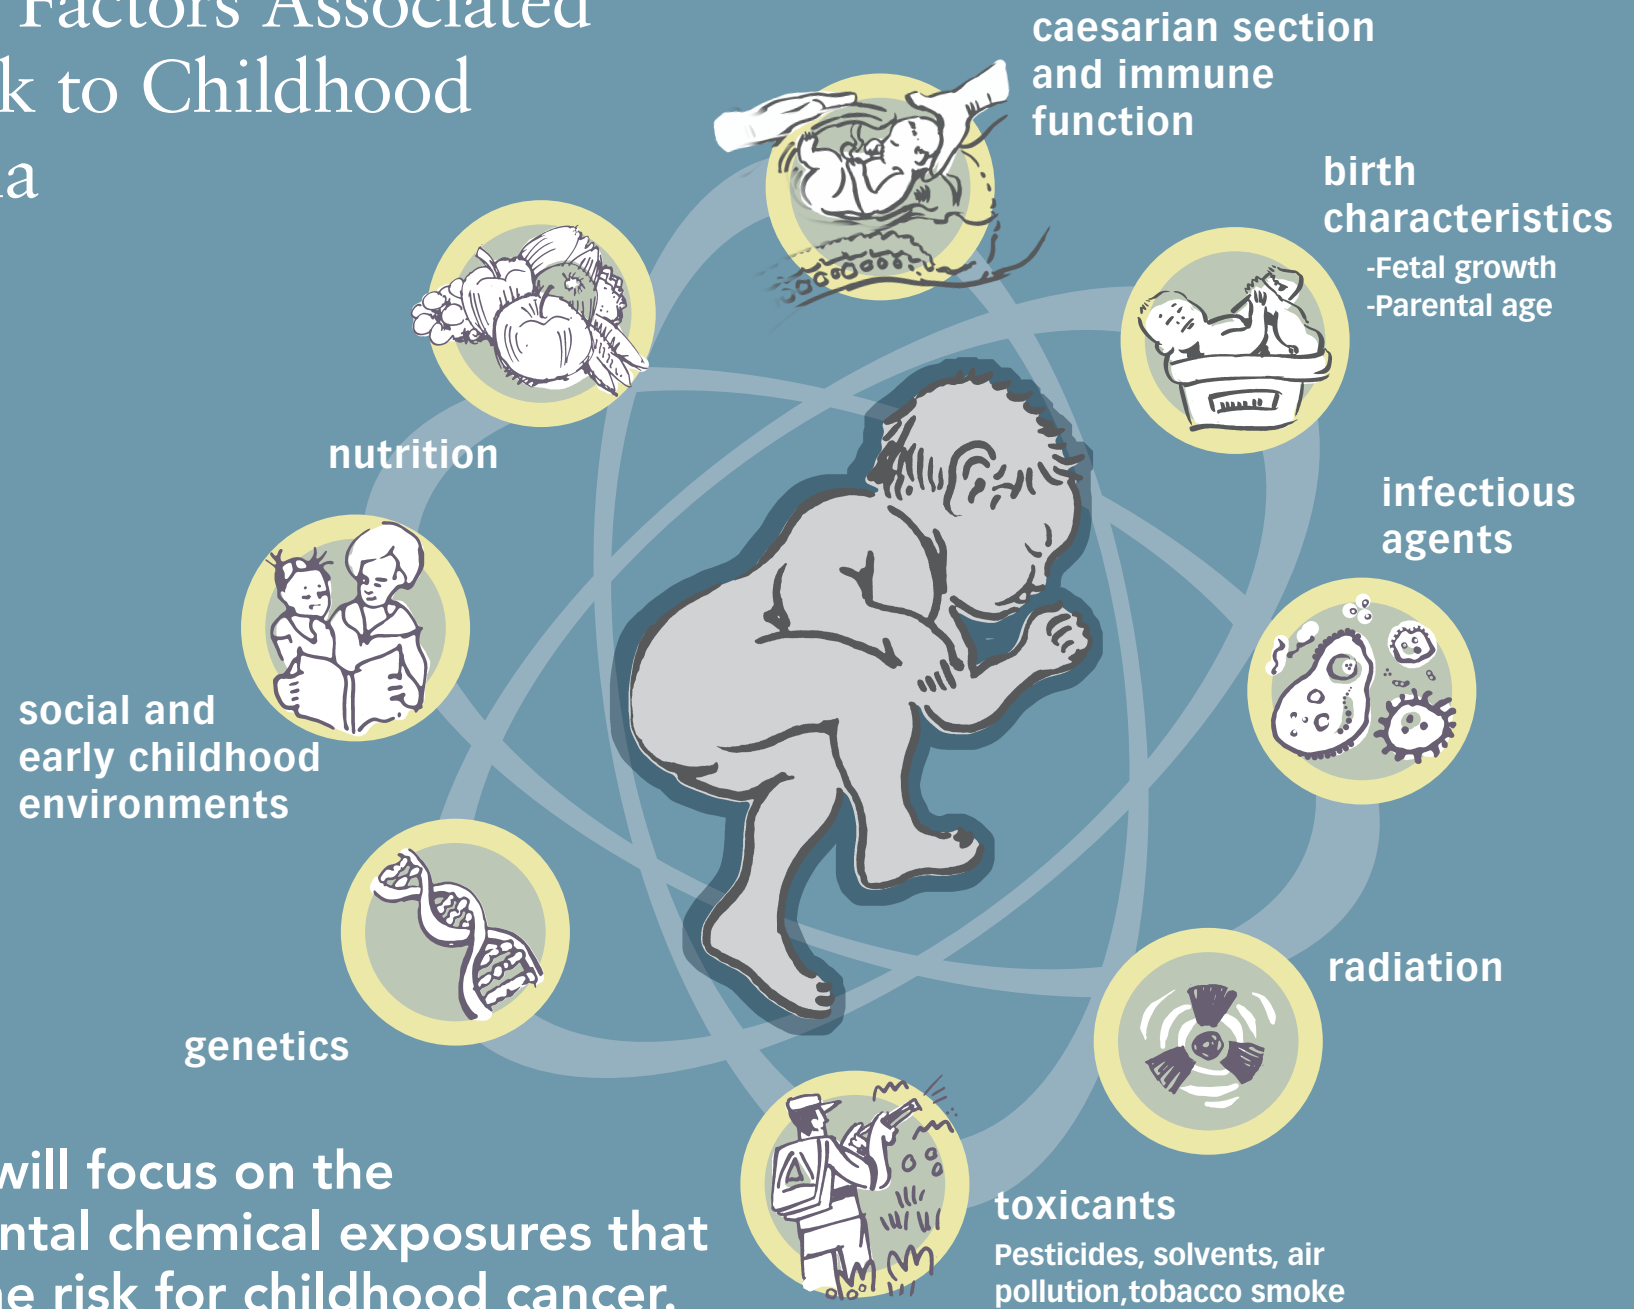 Factors Associated
k to Childhood
a
caesarian section
and immune
function
birth
characteristics
-Fetal growth
-Parental age
nutrition
infectious
agents
social and
early childhood
environments
genetics
radiation
will focus on the
ntal chemical exposures that
e risk for childhood cancer.
toxicants
Pesticides, solvents, air
pollution,tobacco smoke